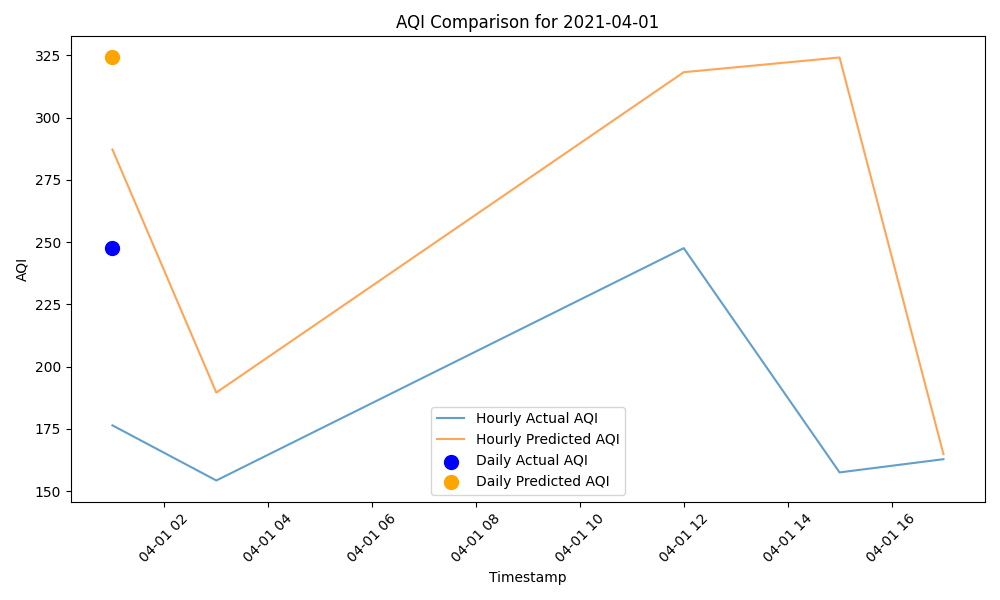 AQI Comparison for 2021-04-01
AQI
325
300
275
250
225
200
175
150
Hourly Actual AQI
Hourly Predicted AQI
Daily Actual AQI
Daily Predicted AQI
04-01 02
04-01 04
04-01 06
04-01 08
04-01 10
04-01 12
04-01 14
04-01 16
Timestamp